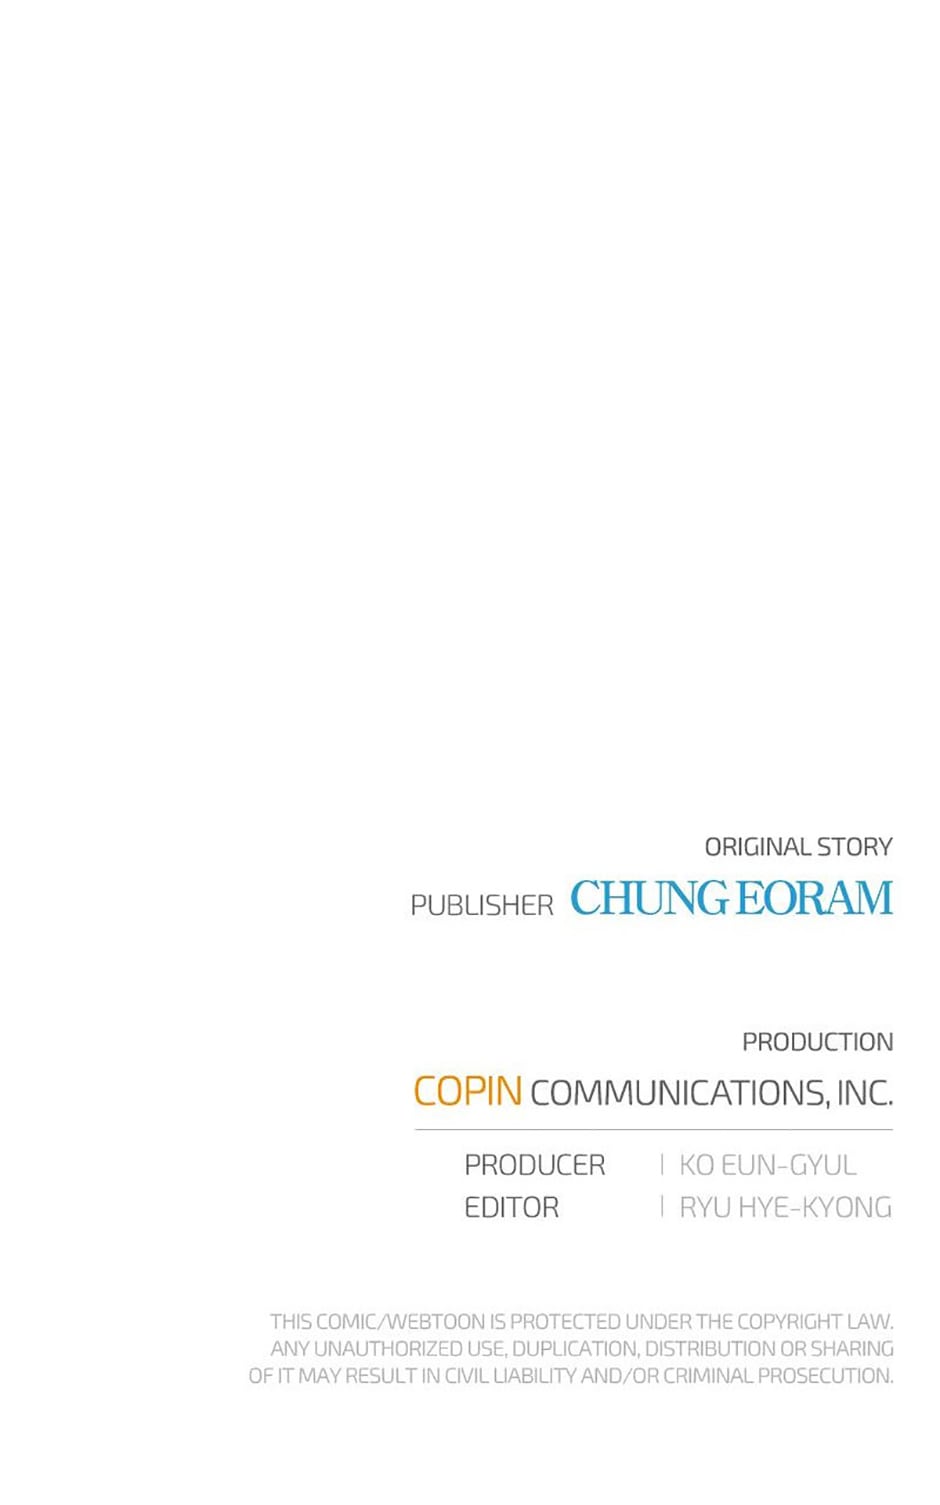 ORIGINAL STORY
PUBLISHER CHUNG EORAM
PRODUCTION
COPIN COMMUNICATIONS, INC.
PRODUCER | KO EUN-GYUL
EDITOR | RYU HYE-KYONG
THIS COMIC/WEBTOON IS PROTECTED UNDER THE COPYRIGHT LAW.
ANY UNAUTHORIZED USE, DUPLICATION, DISTRIBUTION OR SHARING
OF IT MAY RESULT IN CIVIL LIABILITY AND/OR CRIMINAL PROSECUTION.